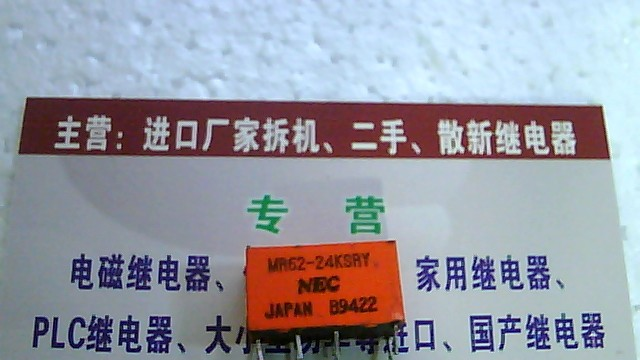 主营：进口厂家拆机、二手、散新继电器
专 营
电磁继电器、
家用继电器、
MR62-24KSRY
NEC
JAPAN B9422
PLC继电器、大小
进口、国产继电器